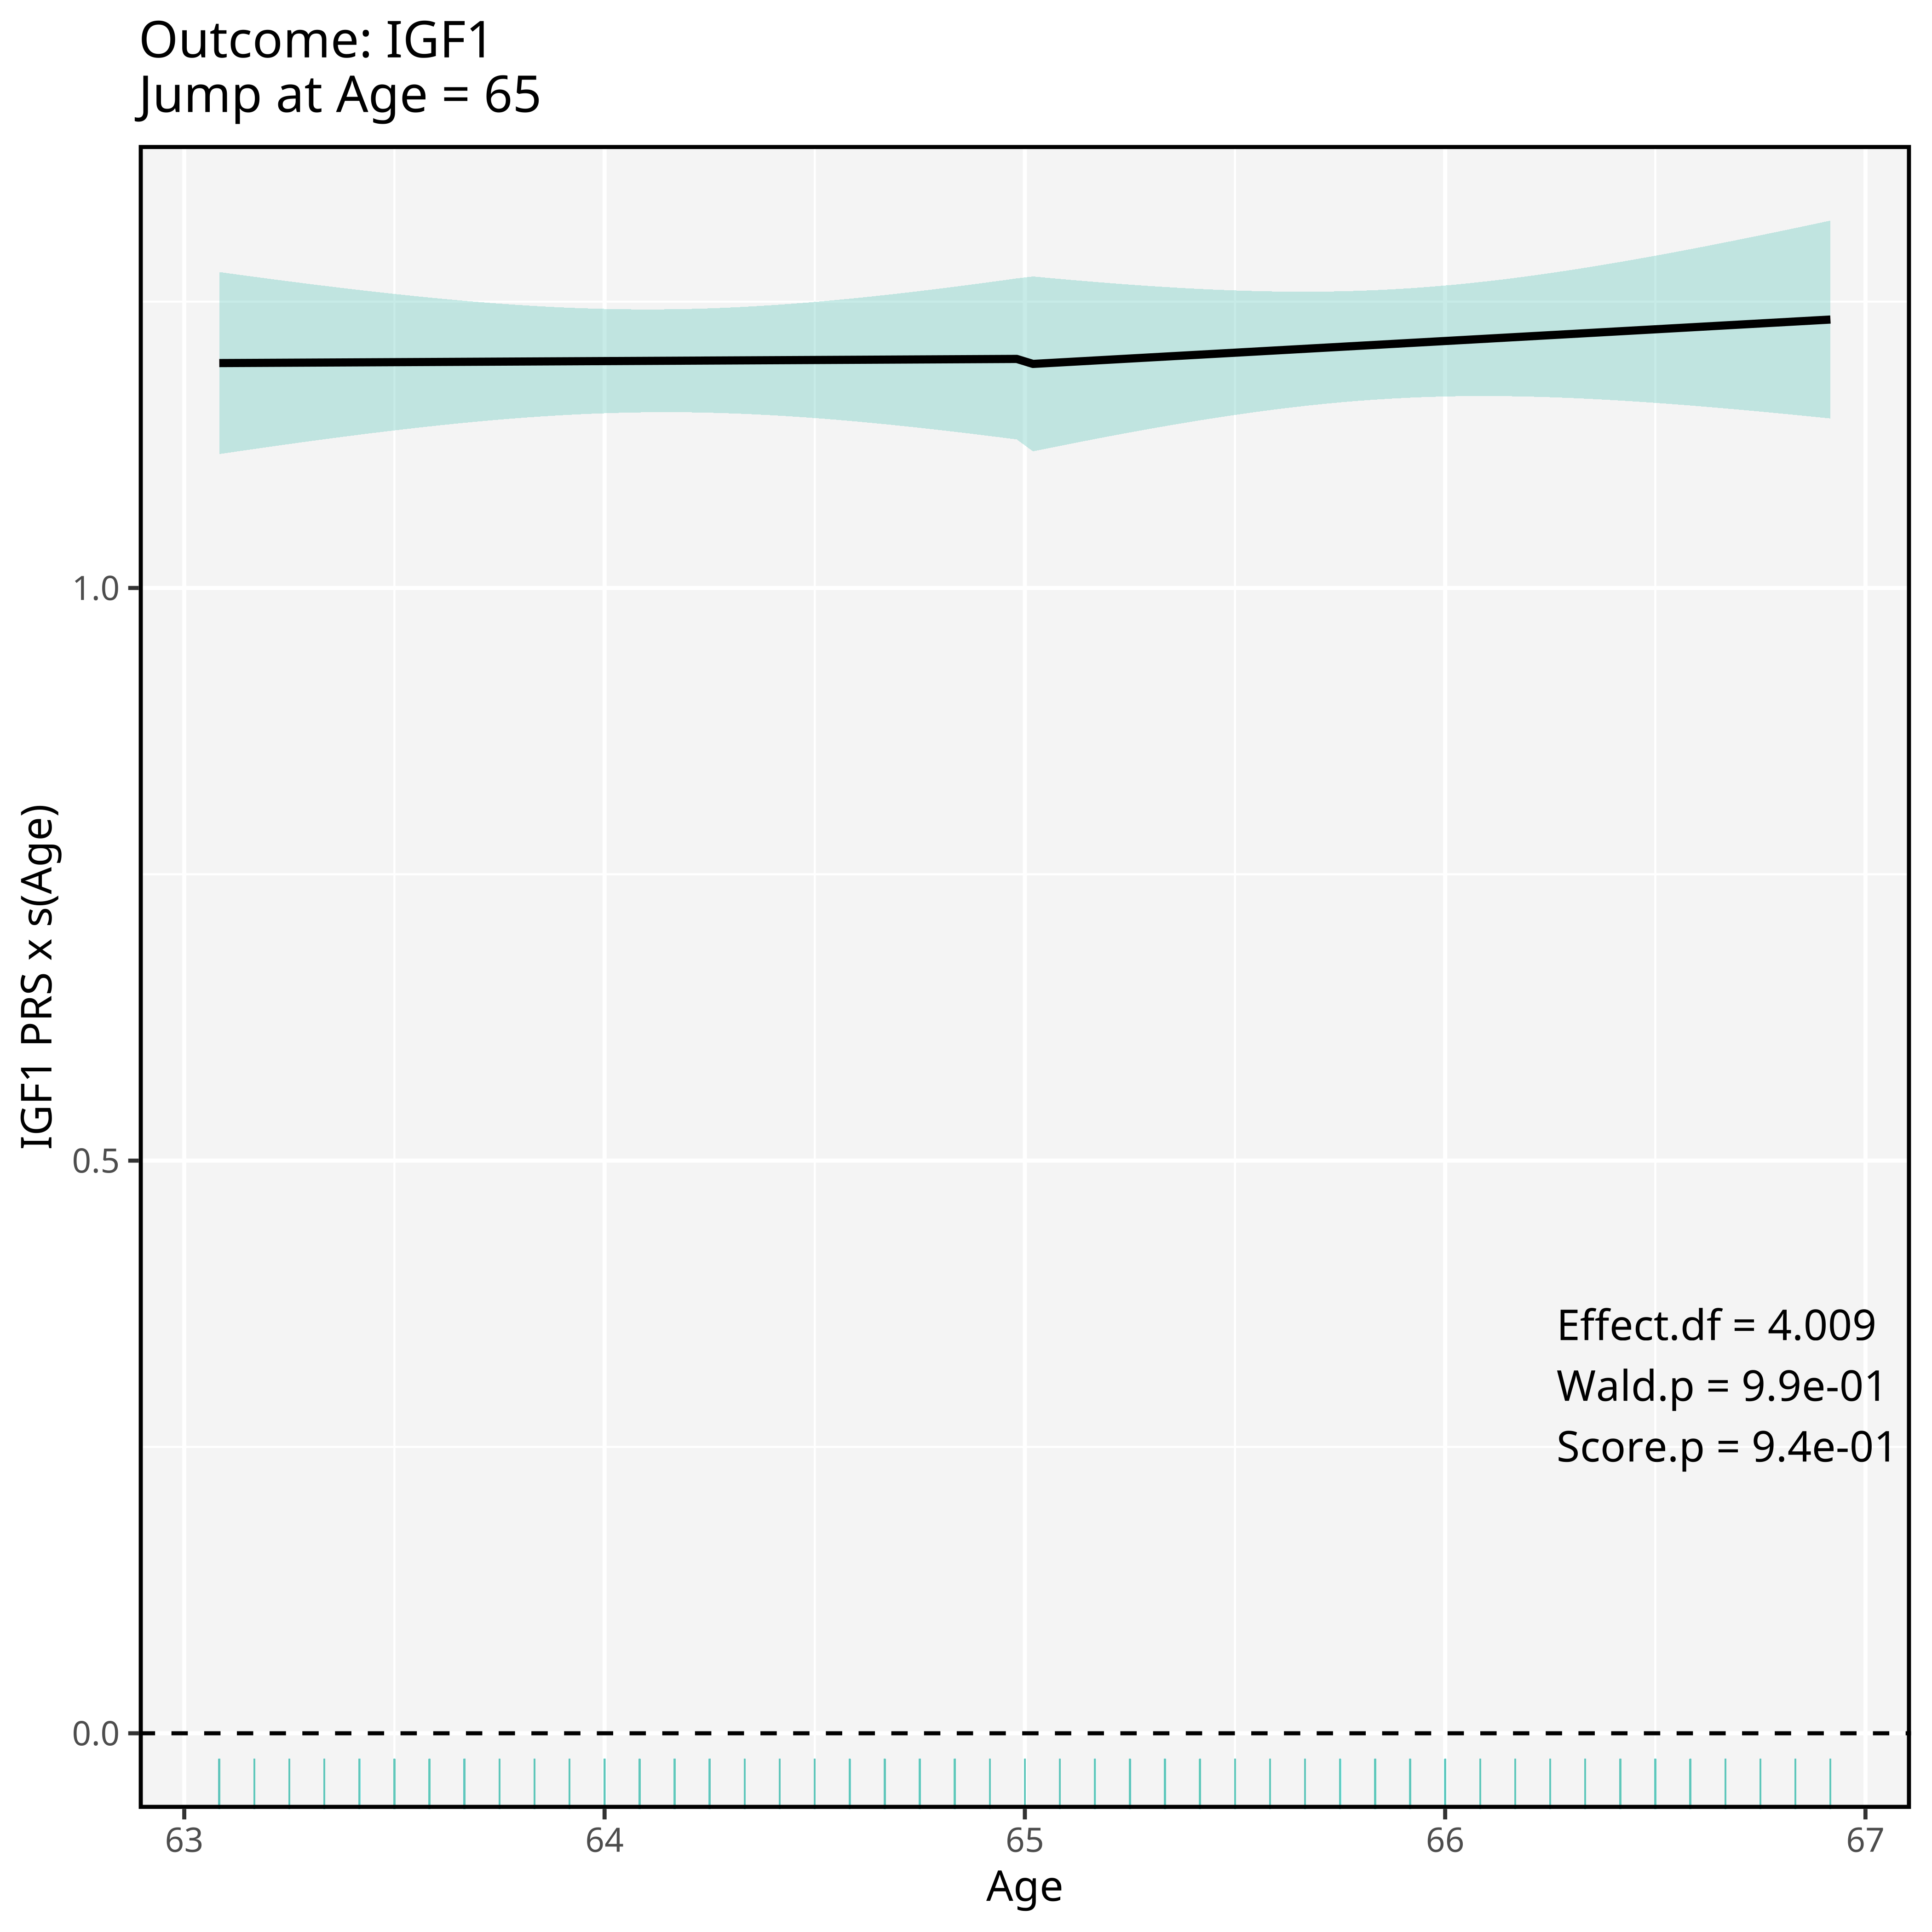 Outcome: IGF1
Jump at Age = 65
IGF1 PRS x s(Age)
1.0
0.5
0.0
Effect.df = 4.009
Wald.p = 9.9e-01
Score.p = 9.4e-01
63 64 65 66 67
Age